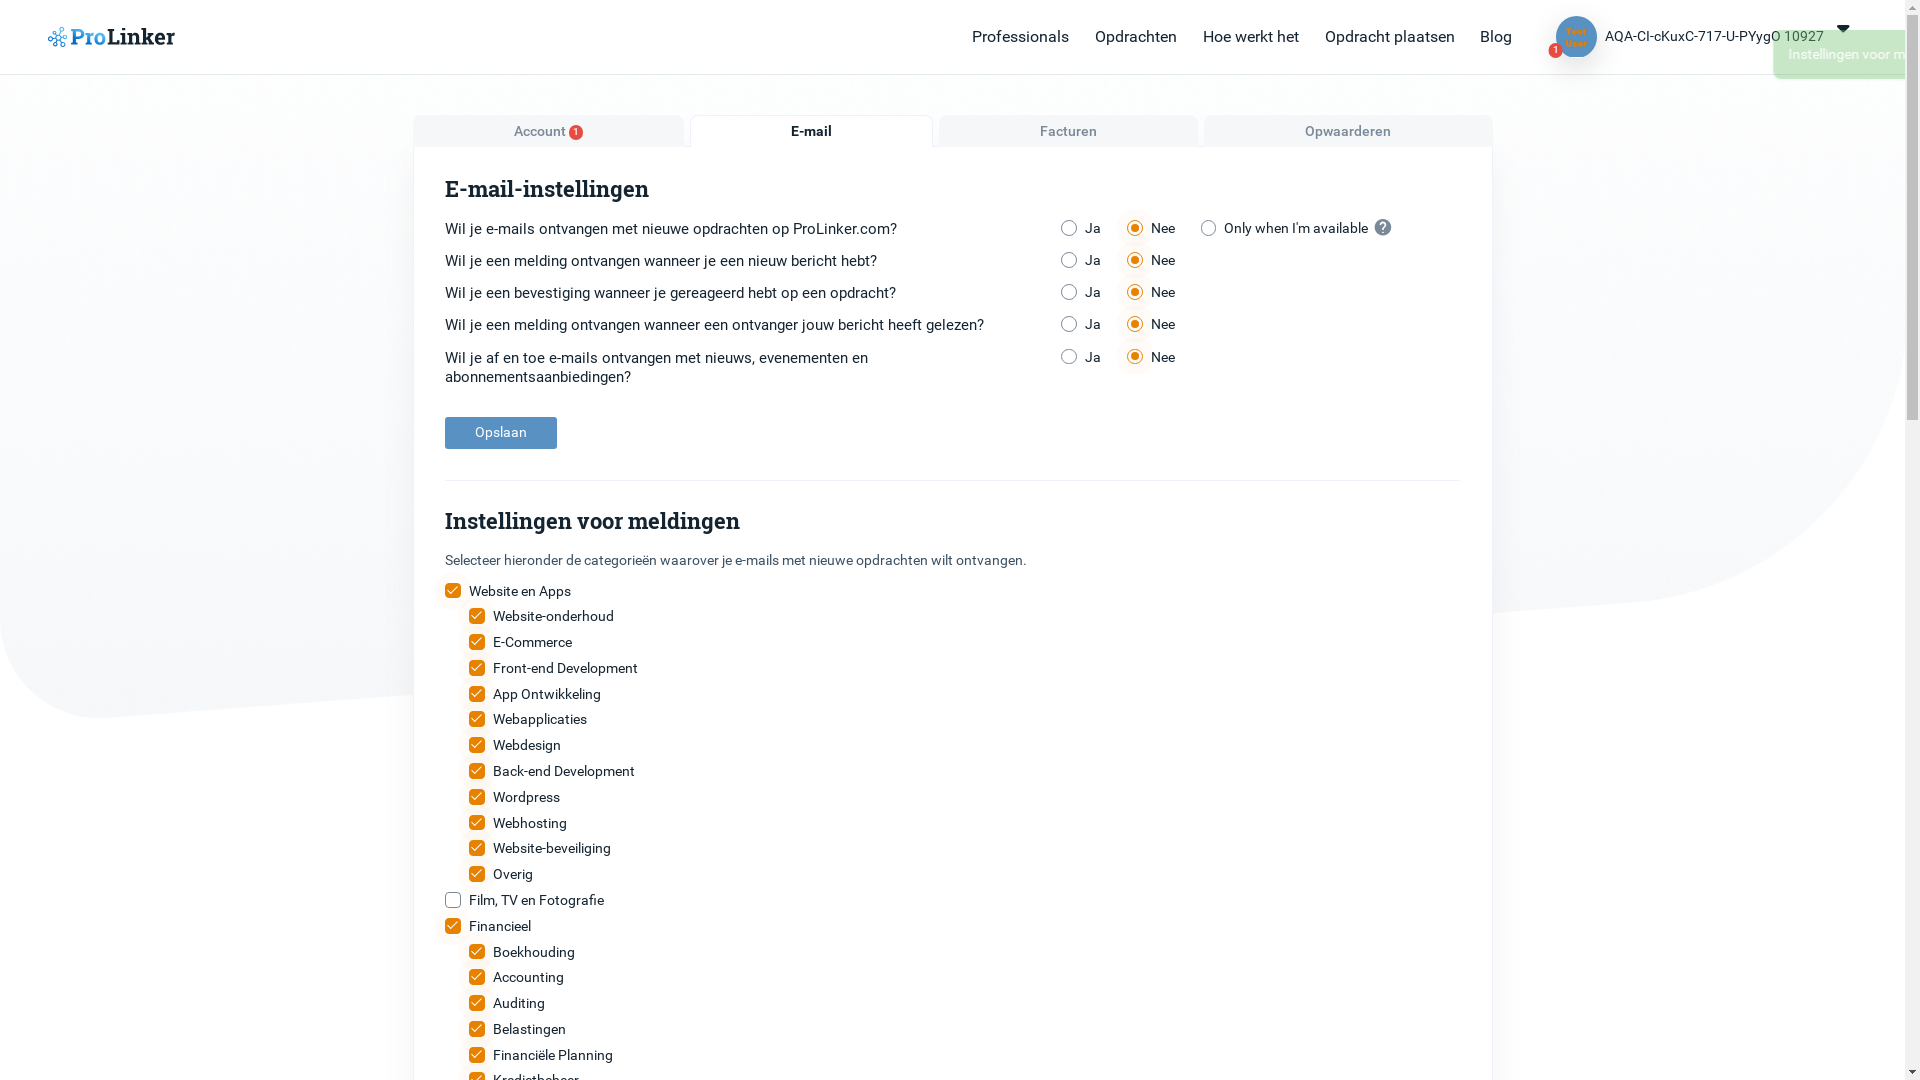 ProLinker
Professionals
Opdrachten
Hoe werkt het
Opdracht plaatsen
Blog
1
AQA-CI-cKuxC-717-U-PYygO 10927
Instellingen voor m
Account 1
E-mail
Facturen
Opwaarderen
E-mail-instellingen
Wil je e-mails ontvangen met nieuwe opdrachten op ProLinker.com?
Ja
Nee
Only when I'm available
?
Wil je een melding ontvangen wanneer je een nieuw bericht hebt?
Ja
Nee
Wil je een bevestiging wanneer je gereageerd hebt op een opdracht?
Ja
Nee
Wil je een melding ontvangen wanneer een ontvanger jouw bericht heeft gelezen?
Ja
Nee
Wil je af en toe e-mails ontvangen met nieuws, evenementen en
abonnementsaanbiedingen?
Ja
Nee
Opslaan
Instellingen voor meldingen
Selecteer hieronder de categorieën waarover je e-mails met nieuwe opdrachten wilt ontvangen.
Website en Apps
Website-onderhoud
E-Commerce
Front-end Development
App Ontwikkeling
Webapplicaties
Webdesign
Back-end Development
Wordpress
Webhosting
Website-beveiliging
Overig
Film, TV en Fotografie
Financieel
Boekhouding
Accounting
Auditing
Belastingen
Financiële Planning